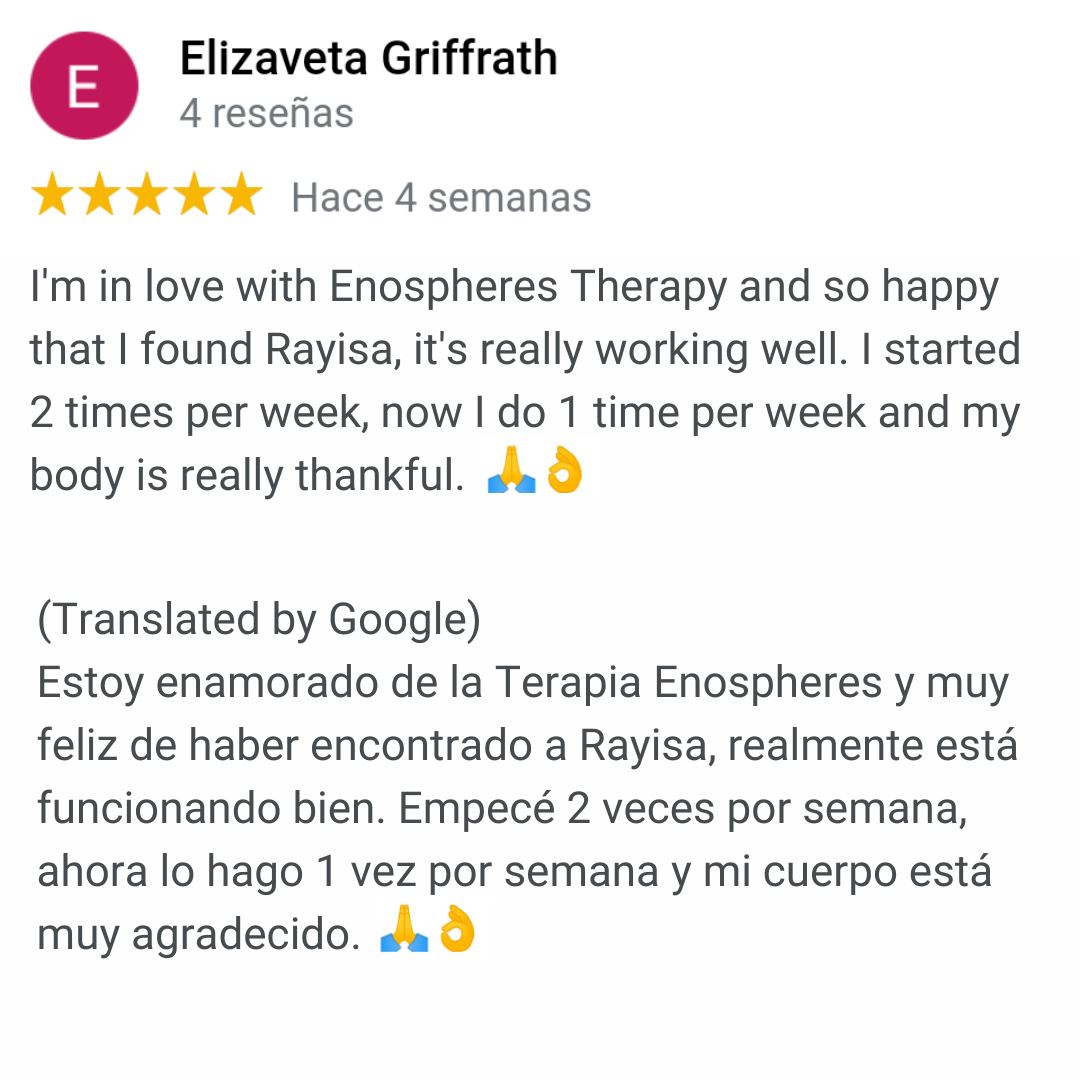 E
Elizaveta Griffrath
4 reseñas
★★★★★ Hace 4 semanas
I'm in love with Enospheres Therapy and so happy
that I found Rayisa, it's really working well. I started
2 times per week, now I do 1 time per week and my
body is really thankful. 🙏👌
(Translated by Google)
Estoy enamorado de la Terapia Enospheres y muy
feliz de haber encontrado a Rayisa, realmente está
funcionando bien. Empecé 2 veces por semana,
ahora lo hago 1 vez por semana y mi cuerpo está
muy agradecido. 🙏👌